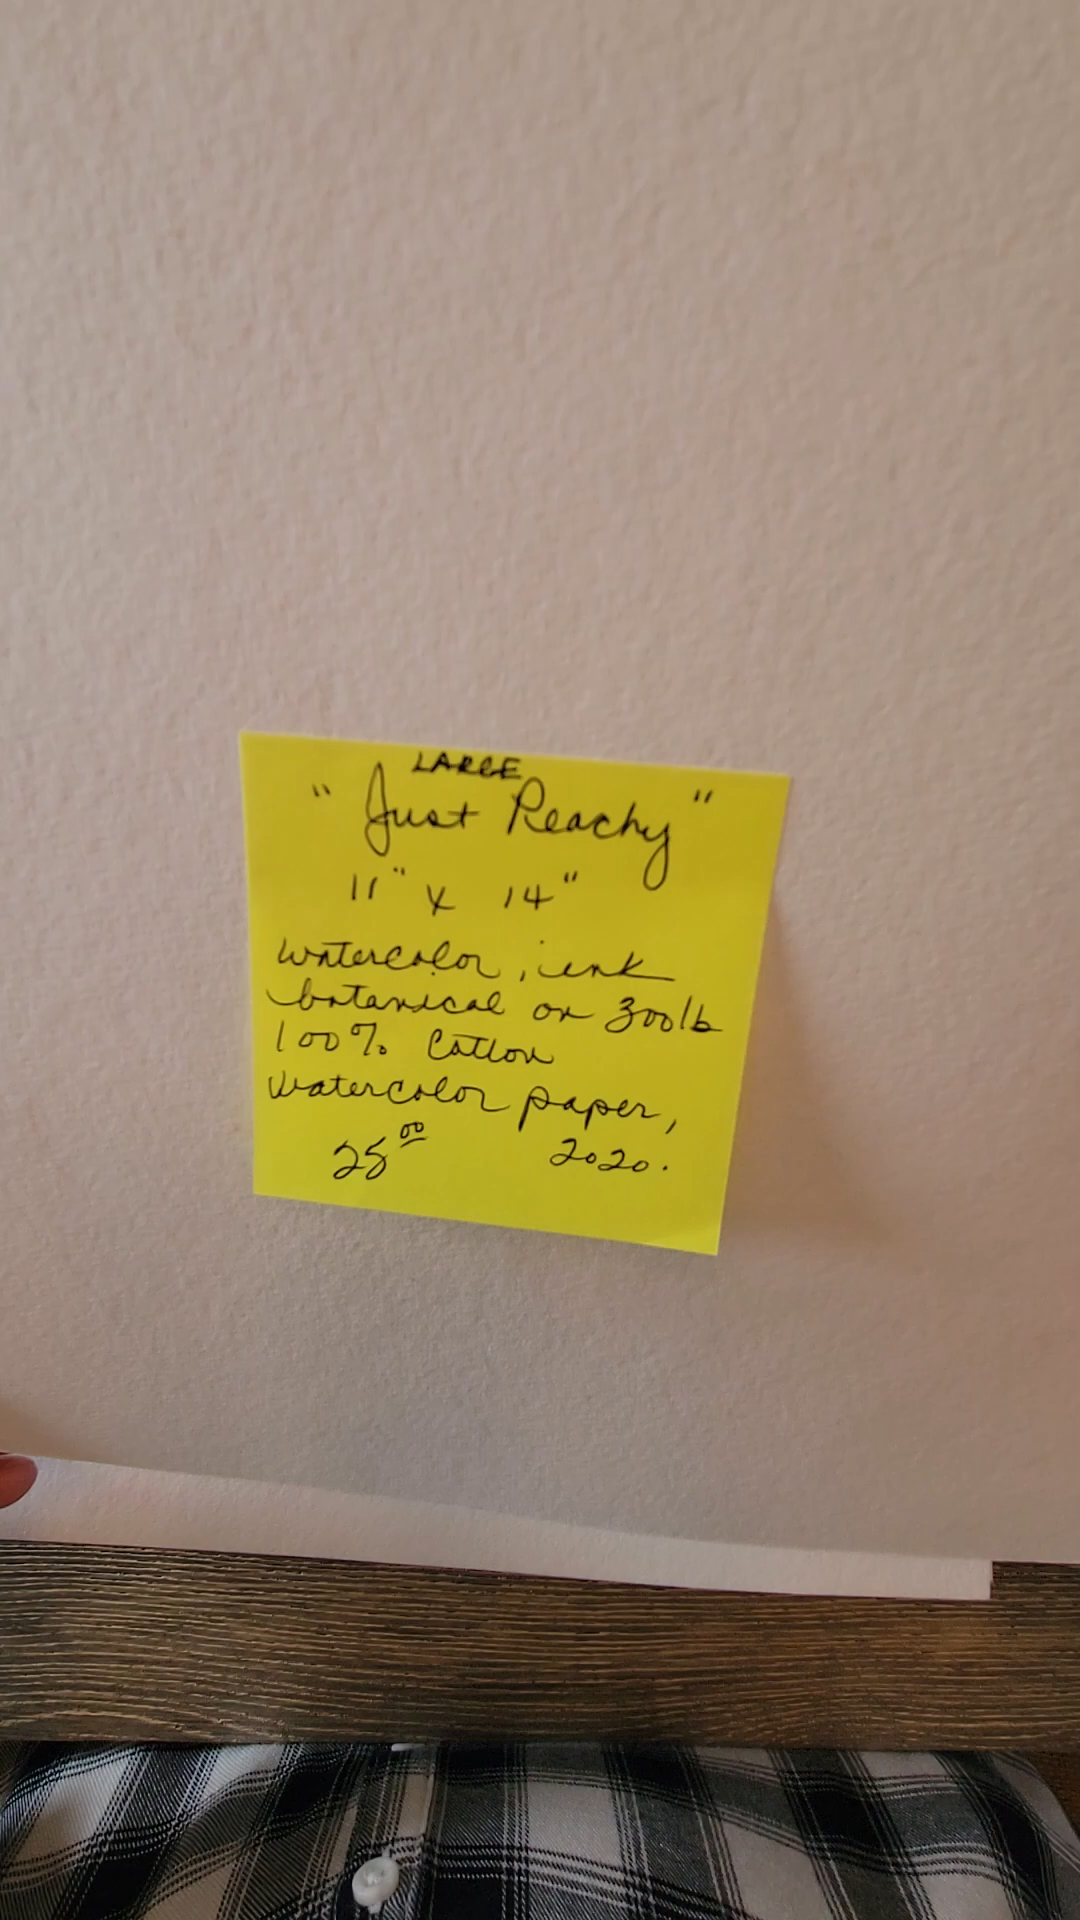 LARGE
"Just Peachy"
11" x 14"
watercolor, ink
botanical on 300lb
100% Cotton
watercolor paper,
25.00 2020.